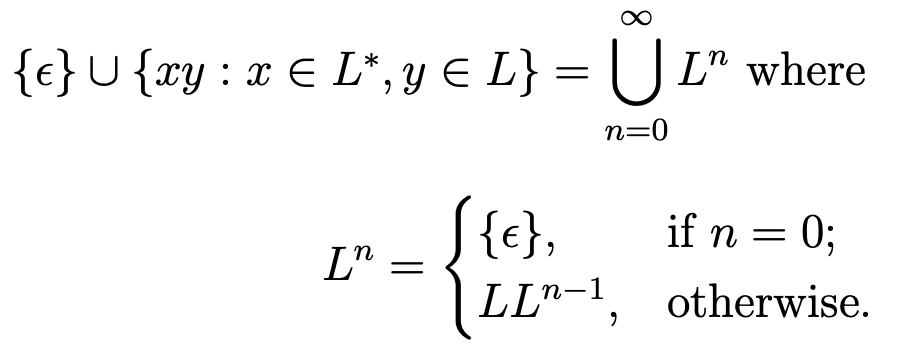 {ϵ} ∪ {xy : x ∈ L*, y ∈ L} = ⋃_{n=0}^{∞} L^n where
L^n = { {ϵ}, if n = 0;
LL^{n−1}, otherwise.